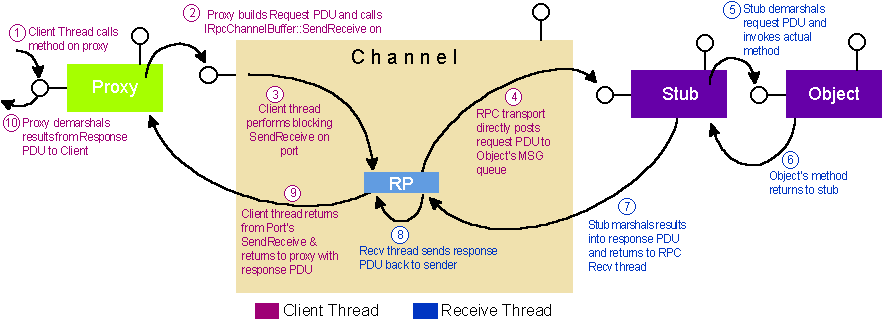 1 Client Thread calls
method on proxy
2 Proxy builds Request PDU and calls
IRpcChannelBuffer::SendReceive on
Channel
5 Stub demarshals
request PDU and
invokes actual
method
Proxy
Stub
Object
3
Client thread
performs blocking
SendReceive on
port
4
RPC transport
directly posts
request PDU to
Object's MSG
queue
10 Proxy demarshals
results from Response
PDU to Client
RP
6
Object's method
returns to stub
9
Client thread returns
from Port's
SendReceive &
returns to proxy with
response PDU
8
Recv thread sends response
PDU back to sender
7
Stub marshals results
into response PDU
and returns to RPC
Recv thread
Client Thread
Receive Thread